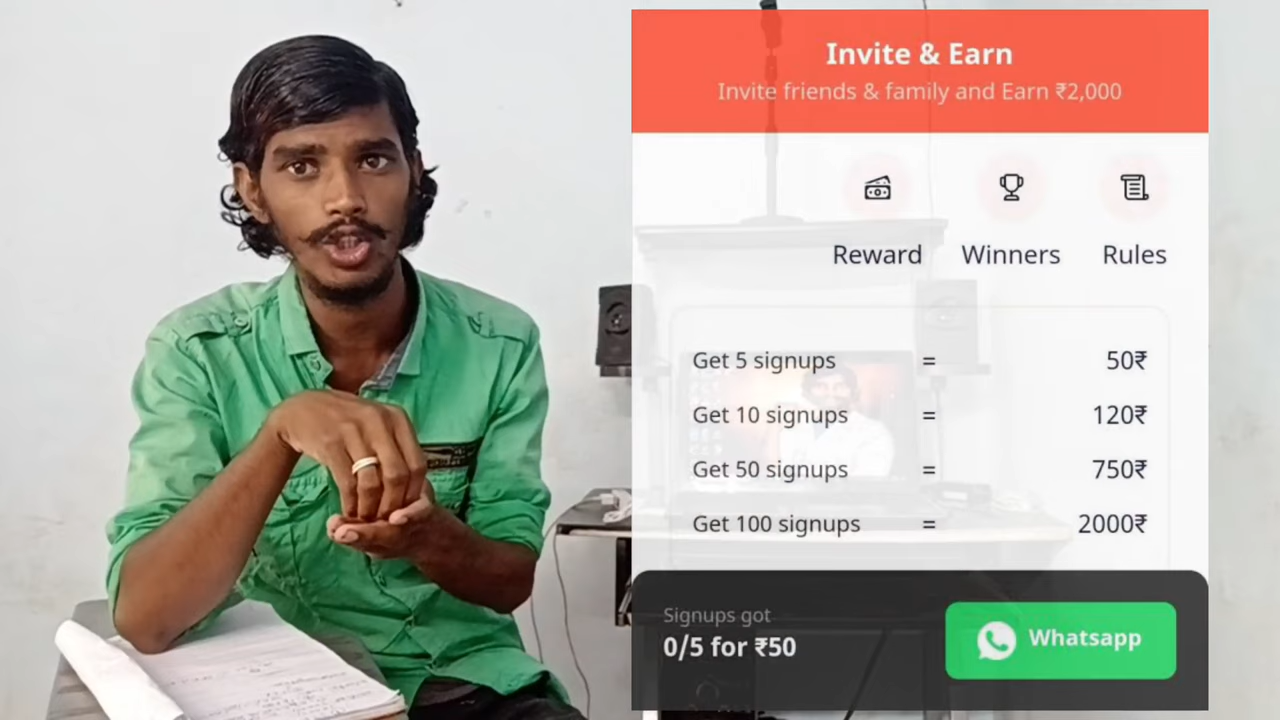 Invite & Earn
Invite friends & family and Earn ₹2,000
Reward Winners Rules
Get 5 signups = 50₹
Get 10 signups = 120₹
Get 50 signups = 750₹
Get 100 signups = 2000₹
Signups got
0/5 for ₹50
Whatsapp